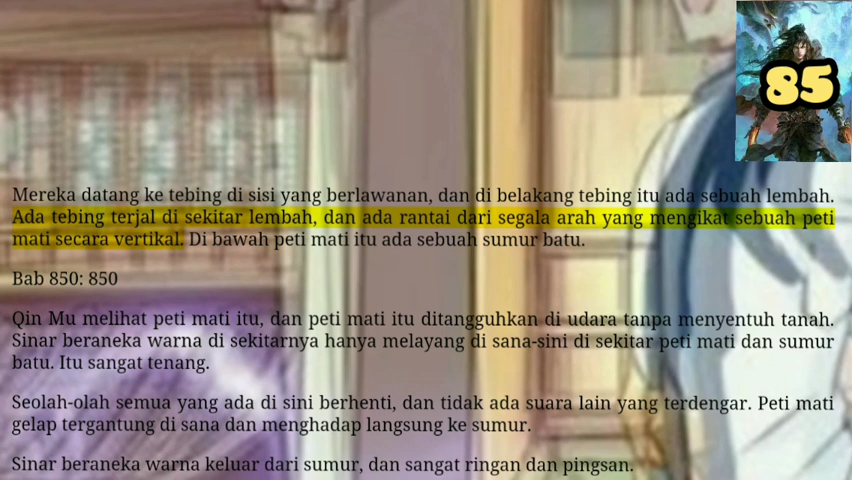 85
Mereka datang ke tebing di sisi yang berlawanan, dan di belakang tebing itu ada sebuah lembah.
Ada tebing terjal di sekitar lembah, dan ada rantai dari segala arah yang mengikat sebuah peti
mati secara vertikal. Di bawah peti mati itu ada sebuah sumur batu.
Bab 850: 850
Qin Mu melihat peti mati itu, dan peti mati itu ditangguhkan di udara tanpa menyentuh tanah.
Sinar beraneka warna di sekitarnya hanya melayang di sana-sini di sekitar peti mati dan sumur
batu. Itu sangat tenang.
Seolah-olah semua yang ada di sini berhenti, dan tidak ada suara lain yang terdengar. Peti mati
gelap tergantung di sana dan menghadap langsung ke sumur.
Sinar beraneka warna keluar dari sumur, dan sangat ringan dan pingsan.